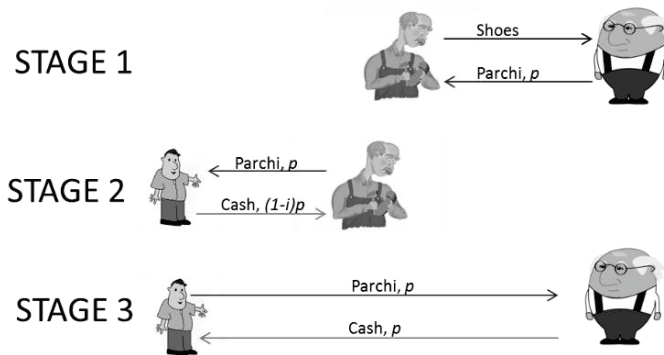 STAGE 1
Shoes
Parchi, p
STAGE 2
Parchi, p
Cash, (1-i)p
STAGE 3
Parchi, p
Cash, p